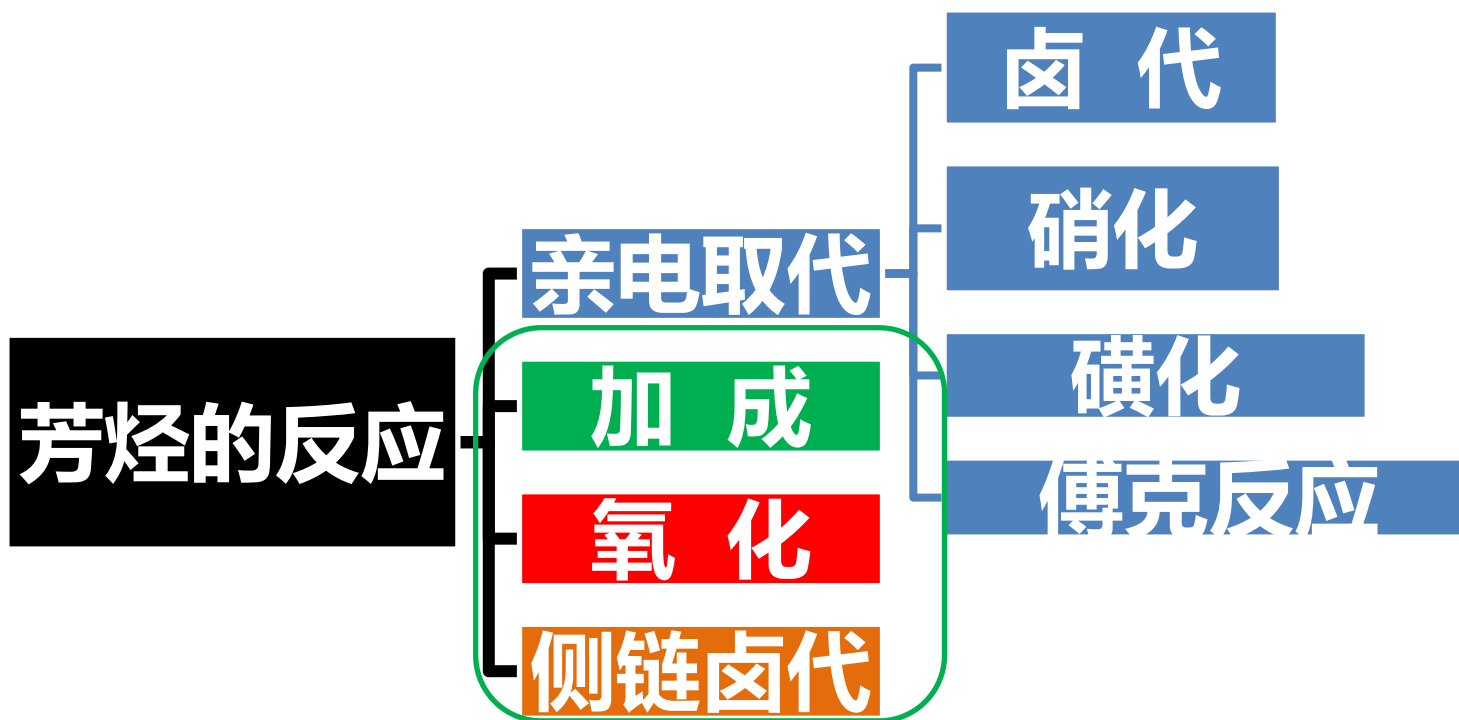 芳烃的反应
亲电取代
加 成
氧 化
侧链卤代
卤 代
硝化
磺化
傅克反应